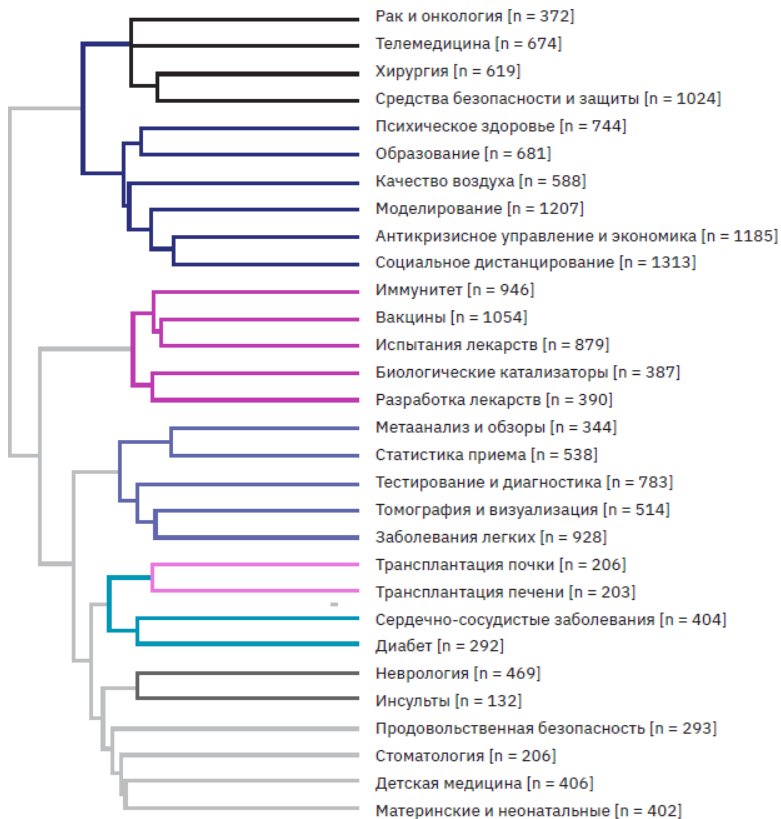 Рак и онкология [n = 372]
Телемедицина [n = 674]
Хирургия [n = 619]
Средства безопасности и защиты [n = 1024]
Психическое здоровье [n = 744]
Образование [n = 681]
Качество воздуха [n = 588]
Моделирование [n = 1207]
Антикризисное управление и экономика [n = 1185]
Социальное дистанцирование [n = 1313]
Иммунитет [n = 946]
Вакцины [n = 1054]
Испытания лекарств [n = 879]
Биологические катализаторы [n = 387]
Разработка лекарств [n = 390]
Метаанализ и обзоры [n = 344]
Статистика приема [n = 538]
Тестирование и диагностика [n = 783]
Томография и визуализация [n = 514]
Заболевания легких [n = 928]
Трансплантация почки [n = 206]
Трансплантация печени [n = 203]
Сердечно-сосудистые заболевания [n = 404]
Диабет [n = 292]
Неврология [n = 469]
Инсульты [n = 132]
Продовольственная безопасность [n = 293]
Стоматология [n = 206]
Детская медицина [n = 406]
Материнские и неонатальные [n = 402]